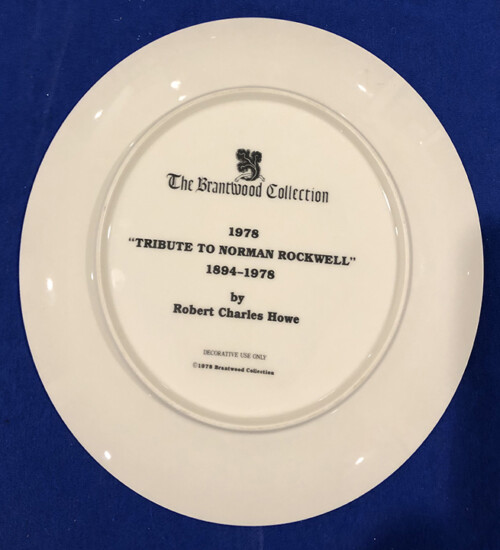 The Brantwood Collection
1978
"TRIBUTE TO NORMAN ROCKWELL"
1894-1978
by
Robert Charles Howe
DECORATIVE USE ONLY
©1978 Brantwood Collection